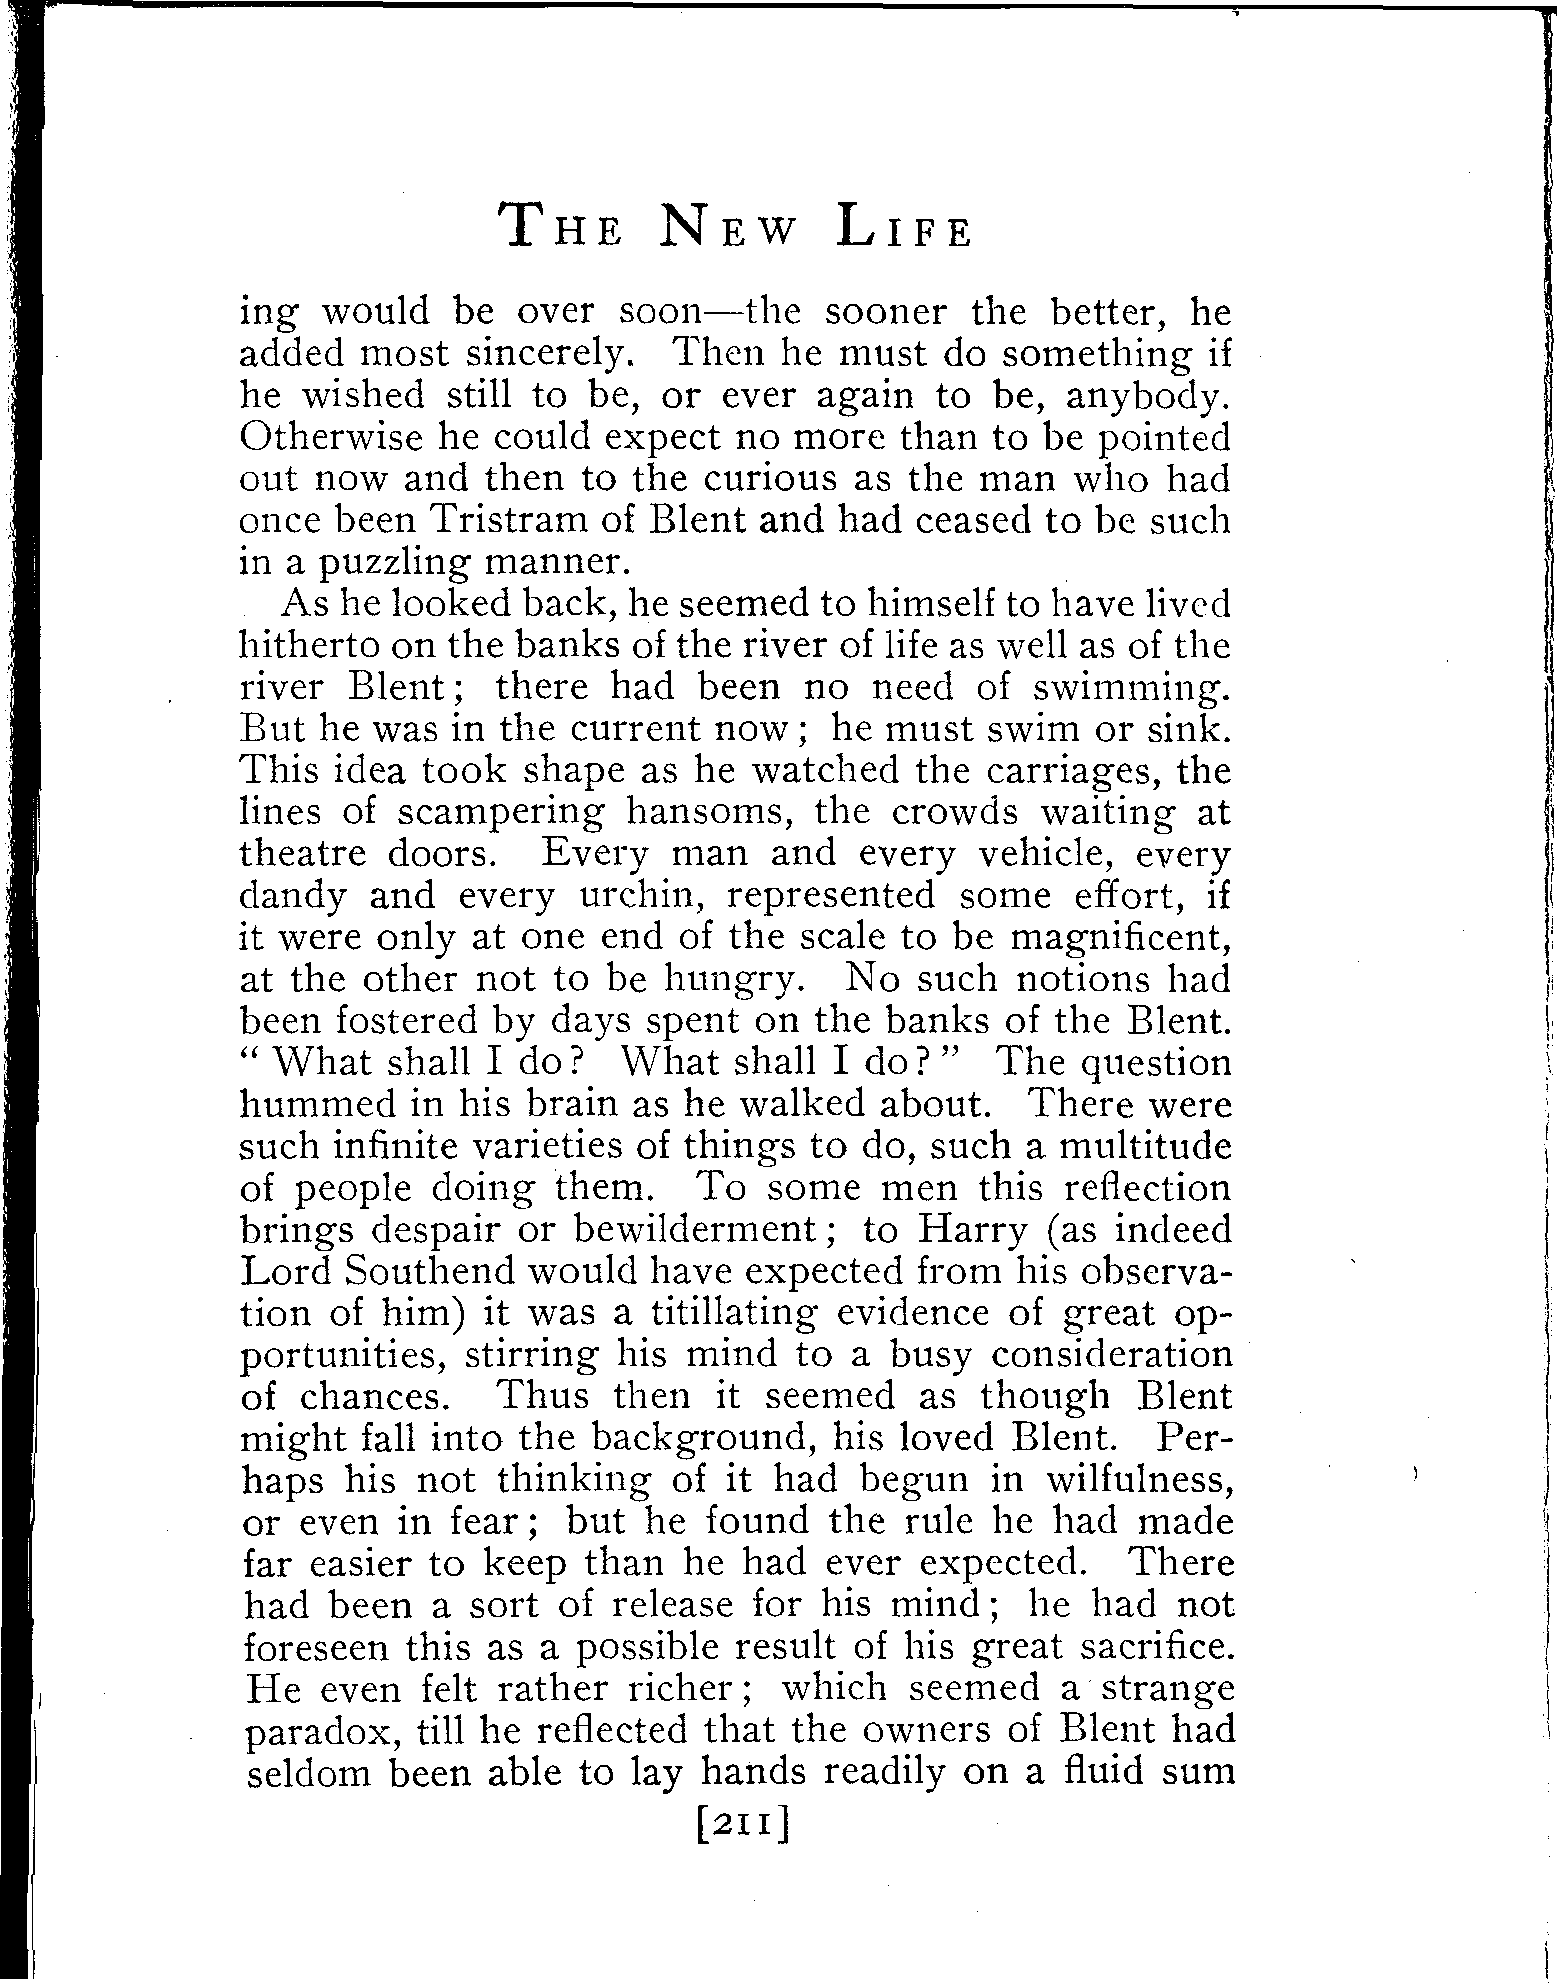 THE NEW LIFE
ing would be over soon—the sooner the better, he
added most sincerely. Then he must do something if
he wished still to be, or ever again to be, anybody.
Otherwise he could expect no more than to be pointed
out now and then to the curious as the man who had
once been Tristram of Blent and had ceased to be such
in a puzzling manner.
As he looked back, he seemed to himself to have lived
hitherto on the banks of the river of life as well as of the
river Blent; there had been no need of swimming.
But he was in the current now; he must swim or sink.
This idea took shape as he watched the carriages, the
lines of scampering hansoms, the crowds waiting at
theatre doors. Every man and every vehicle, every
dandy and every urchin, represented some effort, if
it were only at one end of the scale to be magnificent,
at the other not to be hungry. No such notions had
been fostered by days spent on the banks of the Blent.
“What shall I do? What shall I do?” The question
hummed in his brain as he walked about. There were
such infinite varieties of things to do, such a multitude
of people doing them. To some men this reflection
brings despair or bewilderment; to Harry (as indeed
Lord Southend would have expected from his observa-
tion of him) it was a titillating evidence of great op-
portunities, stirring his mind to a busy consideration
of chances. Thus then it seemed as though Blent
might fall into the background, his loved Blent. Per-
haps his not thinking of it had begun in wilfulness,
or even in fear; but he found the rule he had made
far easier to keep than he had ever expected. There
had been a sort of release for his mind; he had not
foreseen this as a possible result of his great sacrifice.
He even felt rather richer; which seemed a strange
paradox, till he reflected that the owners of Blent had
seldom been able to lay hands readily on a fluid sum
[211]